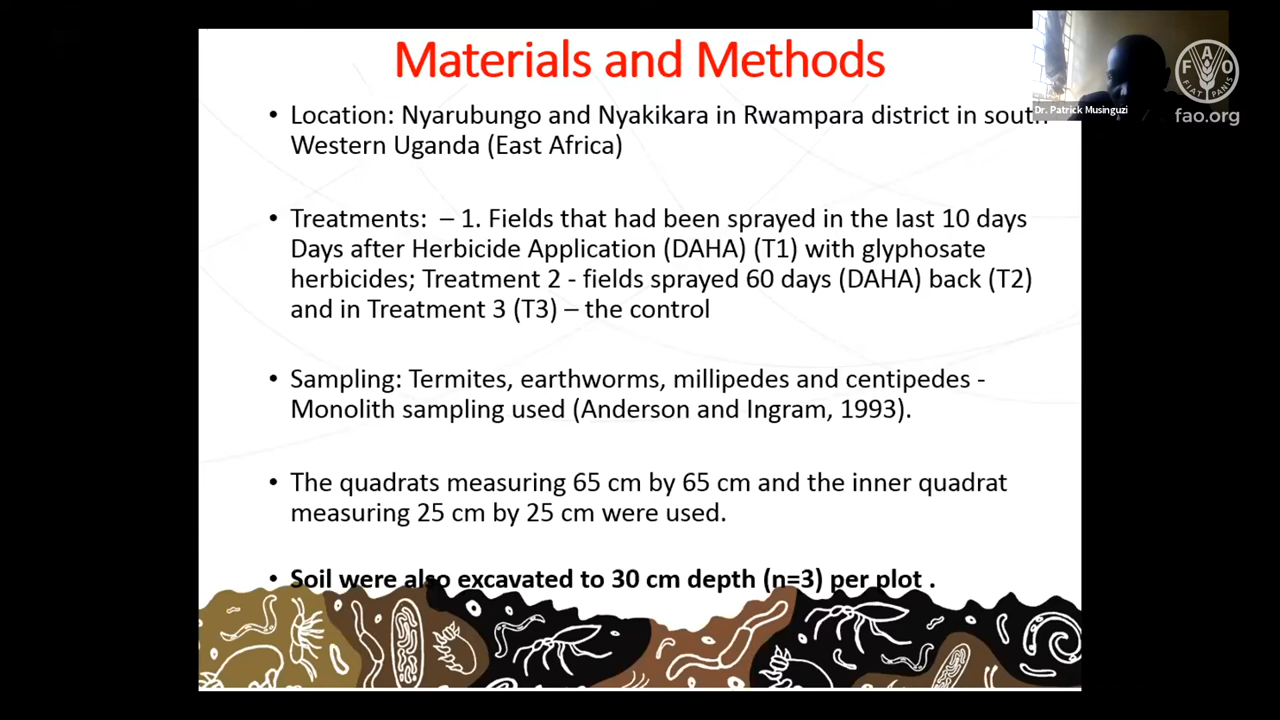 Materials and Methods
• Location: Nyarubungo and Nyakikara in Rwampara district in south
Western Uganda (East Africa)
• Treatments: – 1. Fields that had been sprayed in the last 10 days
Days after Herbicide Application (DAHA) (T1) with glyphosate
herbicides; Treatment 2 - fields sprayed 60 days (DAHA) back (T2)
and in Treatment 3 (T3) – the control
• Sampling: Termites, earthworms, millipedes and centipedes -
Monolith sampling used (Anderson and Ingram, 1993).
• The quadrats measuring 65 cm by 65 cm and the inner quadrat
measuring 25 cm by 25 cm were used.
• Soil were also excavated to 30 cm depth (n=3) per plot .
Dr. Patrick Musinguzi
F A O
FIAT PANIS
fao.org